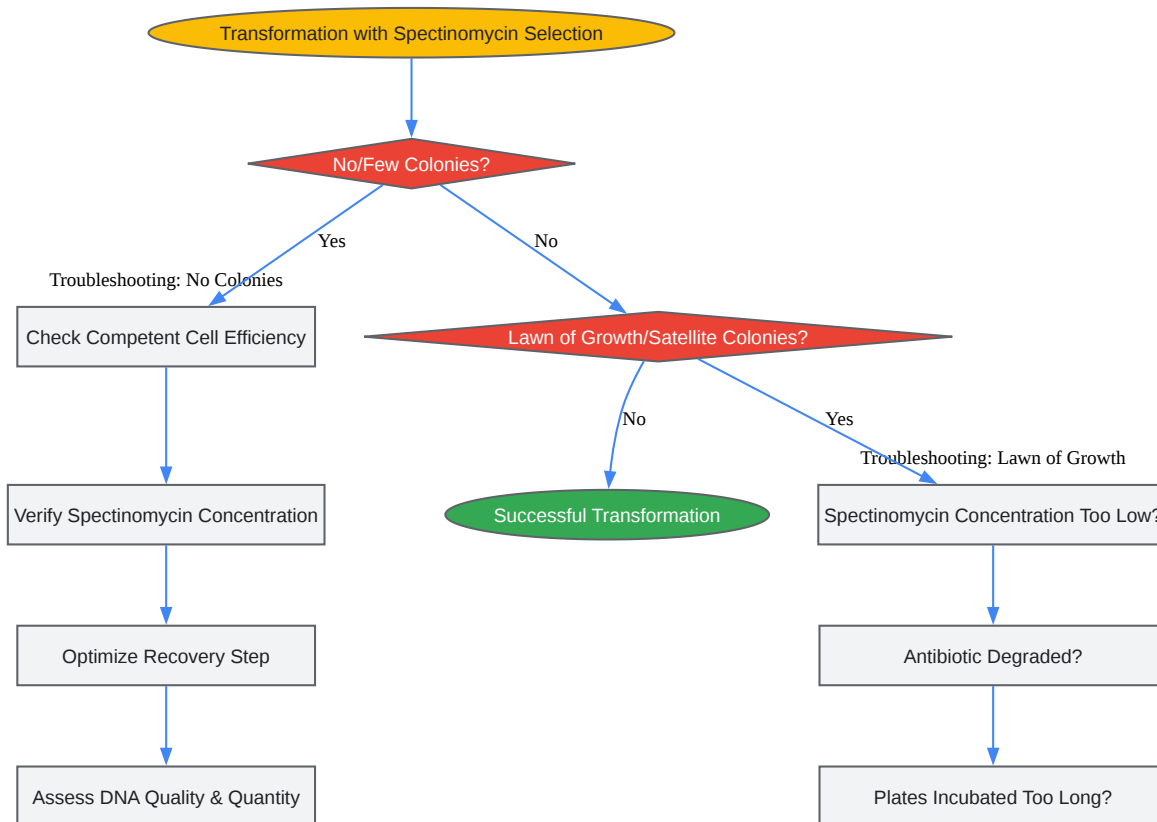 Transformation with Spectinomycin Selection
No/Few Colonies?
Yes
No
Troubleshooting: No Colonies
Check Competent Cell Efficiency
Lawn of Growth/Satellite Colonies?
No
Yes
Troubleshooting: Lawn of Growth
Verify Spectinomycin Concentration
Successful Transformation
Spectinomycin Concentration Too Low?
Optimize Recovery Step
Antibiotic Degraded?
Assess DNA Quality & Quantity
Plates Incubated Too Long?